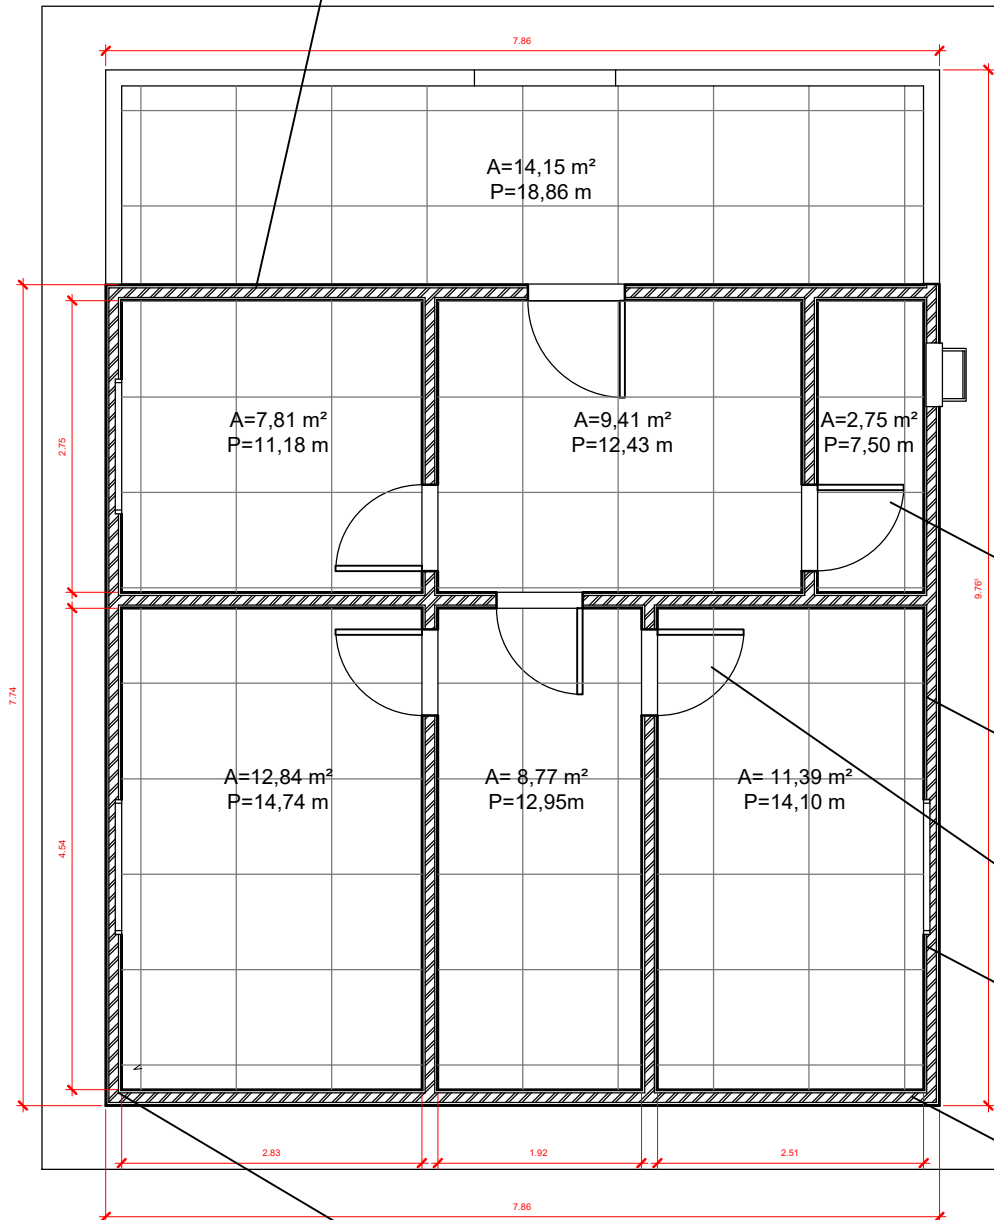 7.86
A=14,15 m²
P=18,86 m
A=7,81 m²
P=11,18 m
A=9,41 m²
P=12,43 m
A=2,75 m²
P=7,50 m
2.75
9.76⁵
7.74
4.54
A=12,84 m²
P=14,74 m
A= 8,77 m²
P=12,95m
A= 11,39 m²
P=14,10 m
2.83
1.92
2.51
7.86